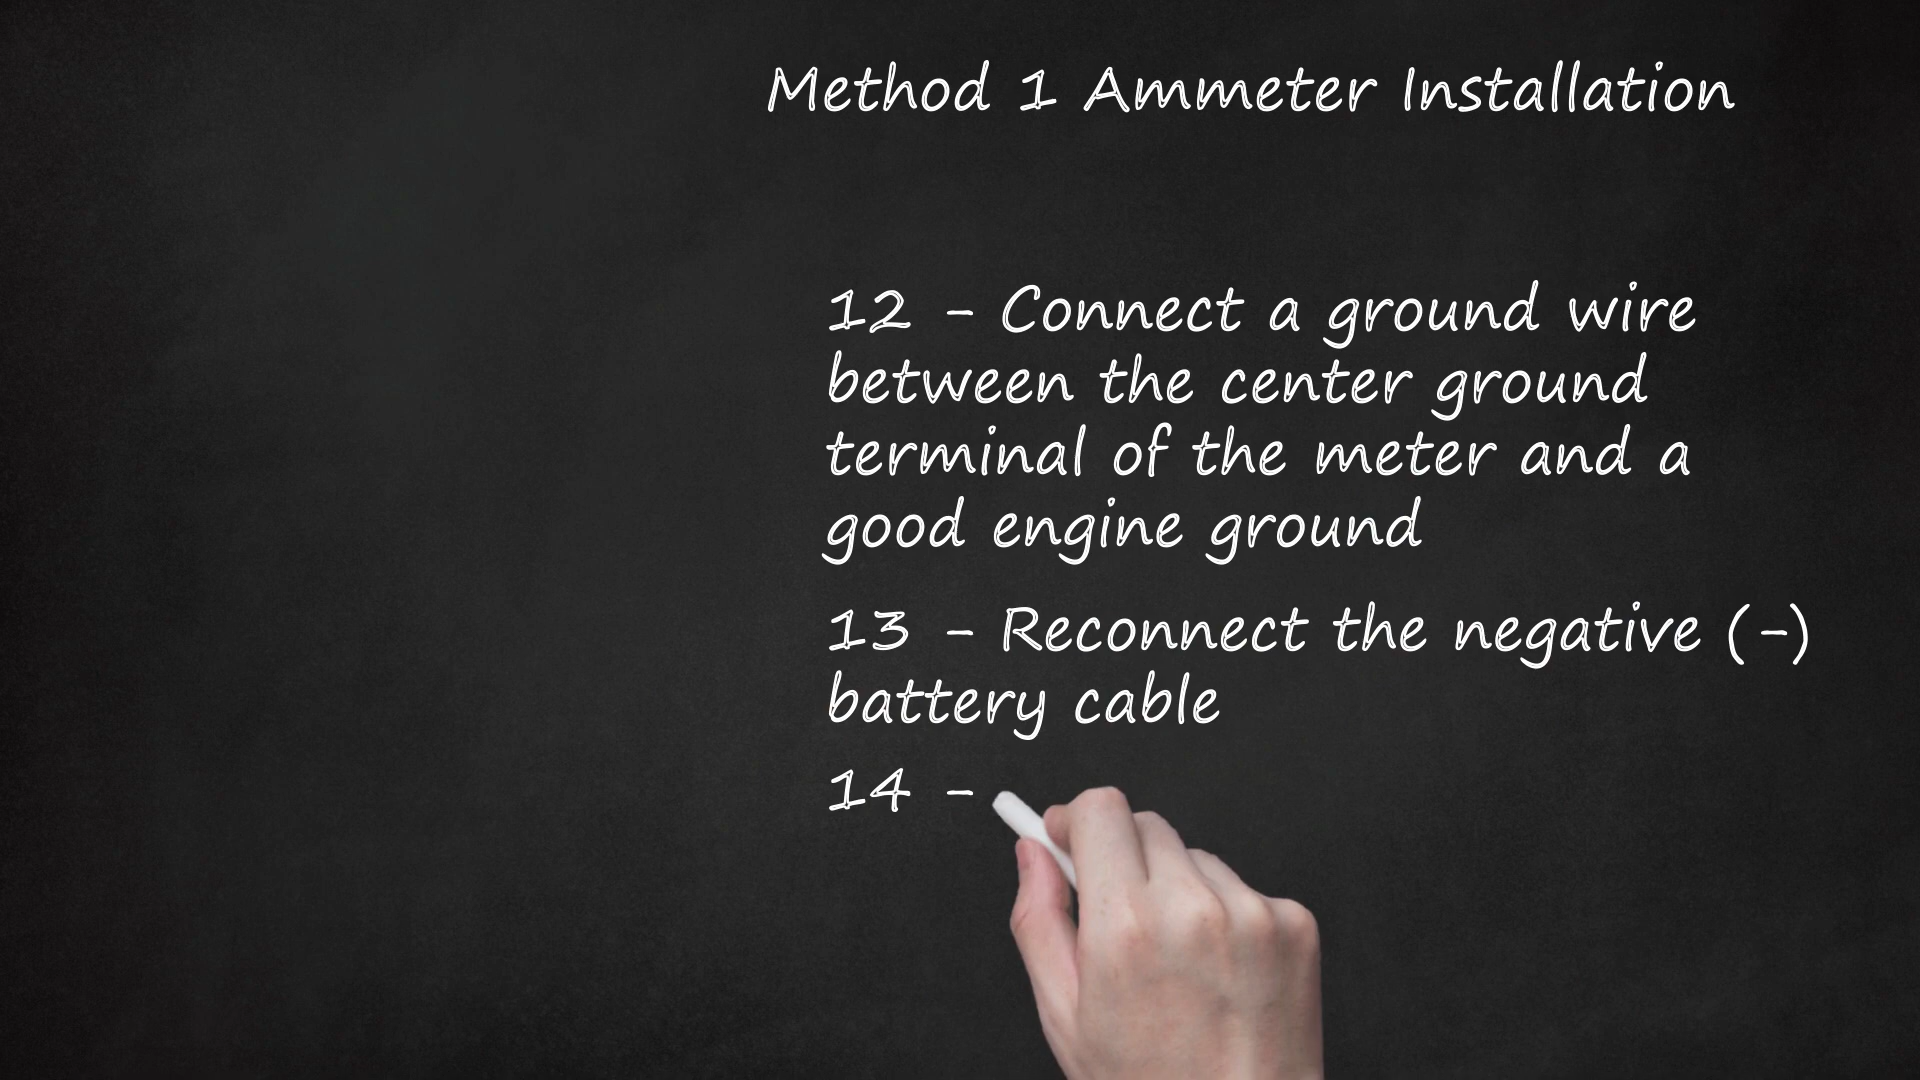 Method 1 Ammeter Installation
12 - Connect a ground wire
between the center ground
terminal of the meter and a
good engine ground
13 - Reconnect the negative (-)
battery cable
14 -